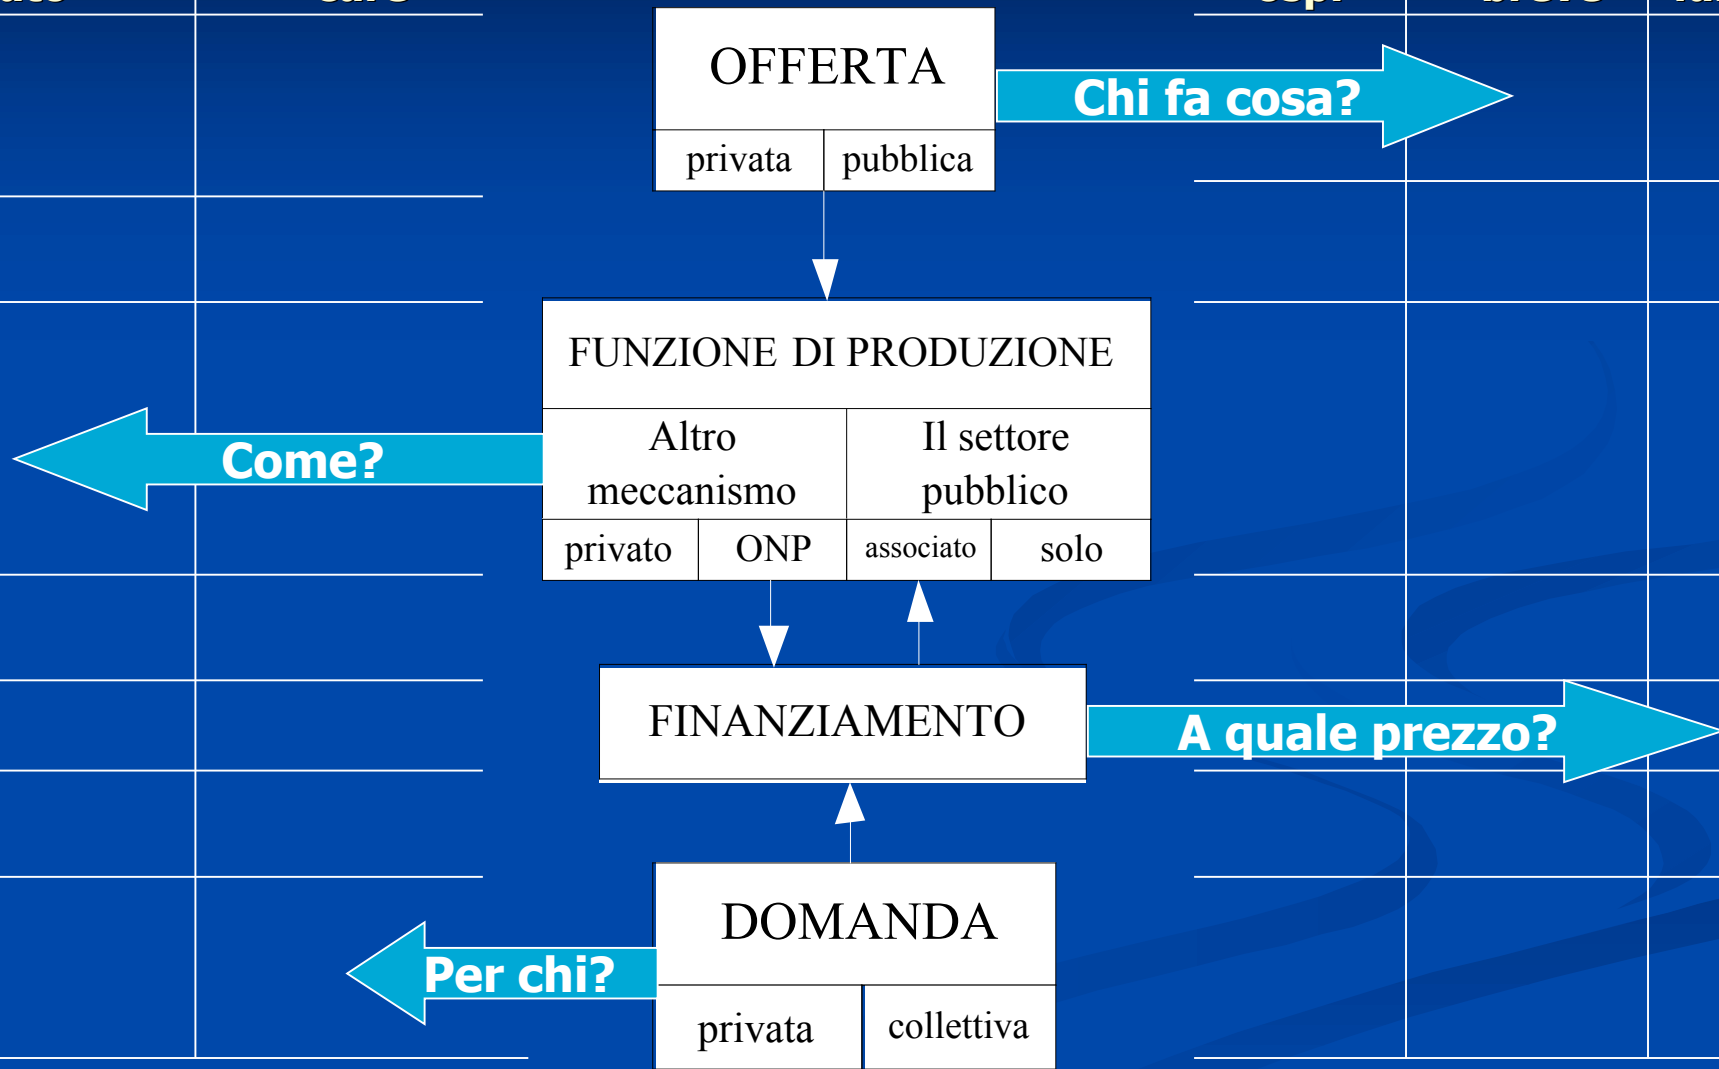 OFFERTA
Chi fa cosa?
privata pubblica
FUNZIONE DI PRODUZIONE
Come?
Altro meccanismo
Il settore pubblico
privato ONP associato solo
FINANZIAMENTO
A quale prezzo?
DOMANDA
Per chi?
privata collettiva